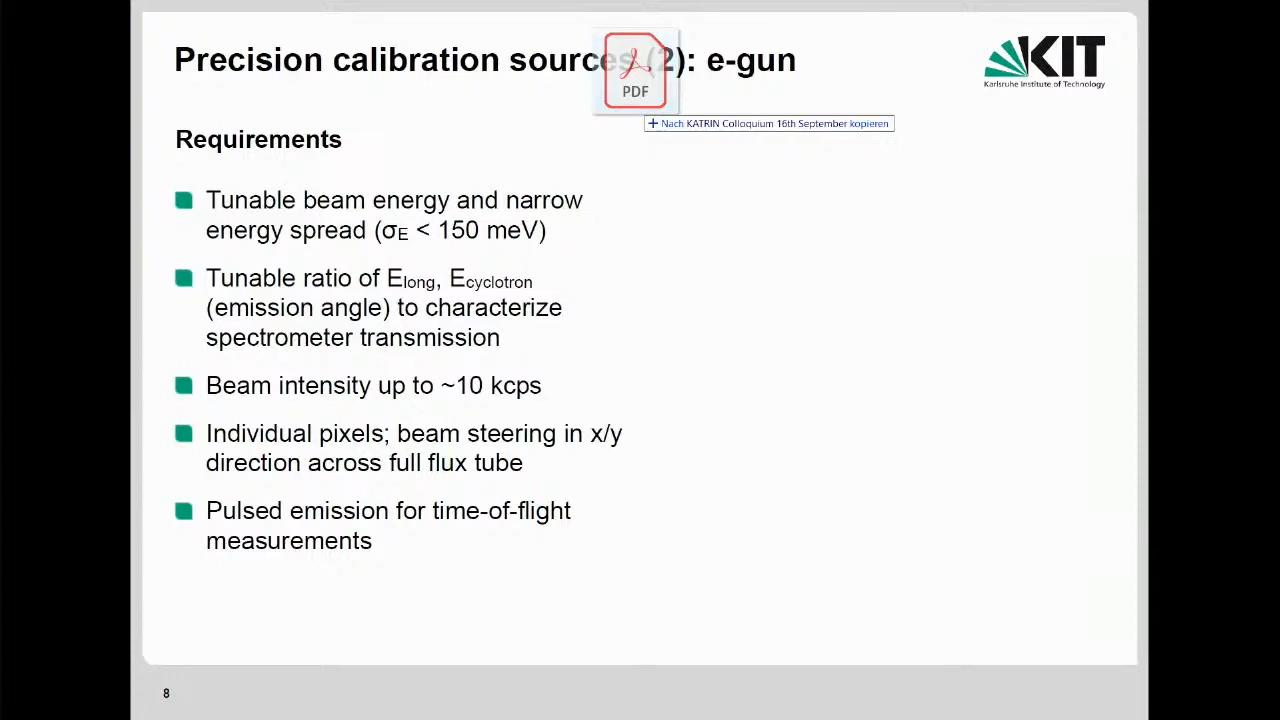 Precision calibration sources (2): e-gun
KIT
Karlsruhe Institute of Technology
PDF
+ Nach KATRIN Colloquium 16th September kopieren
Requirements
Tunable beam energy and narrow
energy spread (σE < 150 meV)
Tunable ratio of Elong, Ecyclotron
(emission angle) to characterize
spectrometer transmission
Beam intensity up to ~10 kcps
Individual pixels; beam steering in x/y
direction across full flux tube
Pulsed emission for time-of-flight
measurements
8